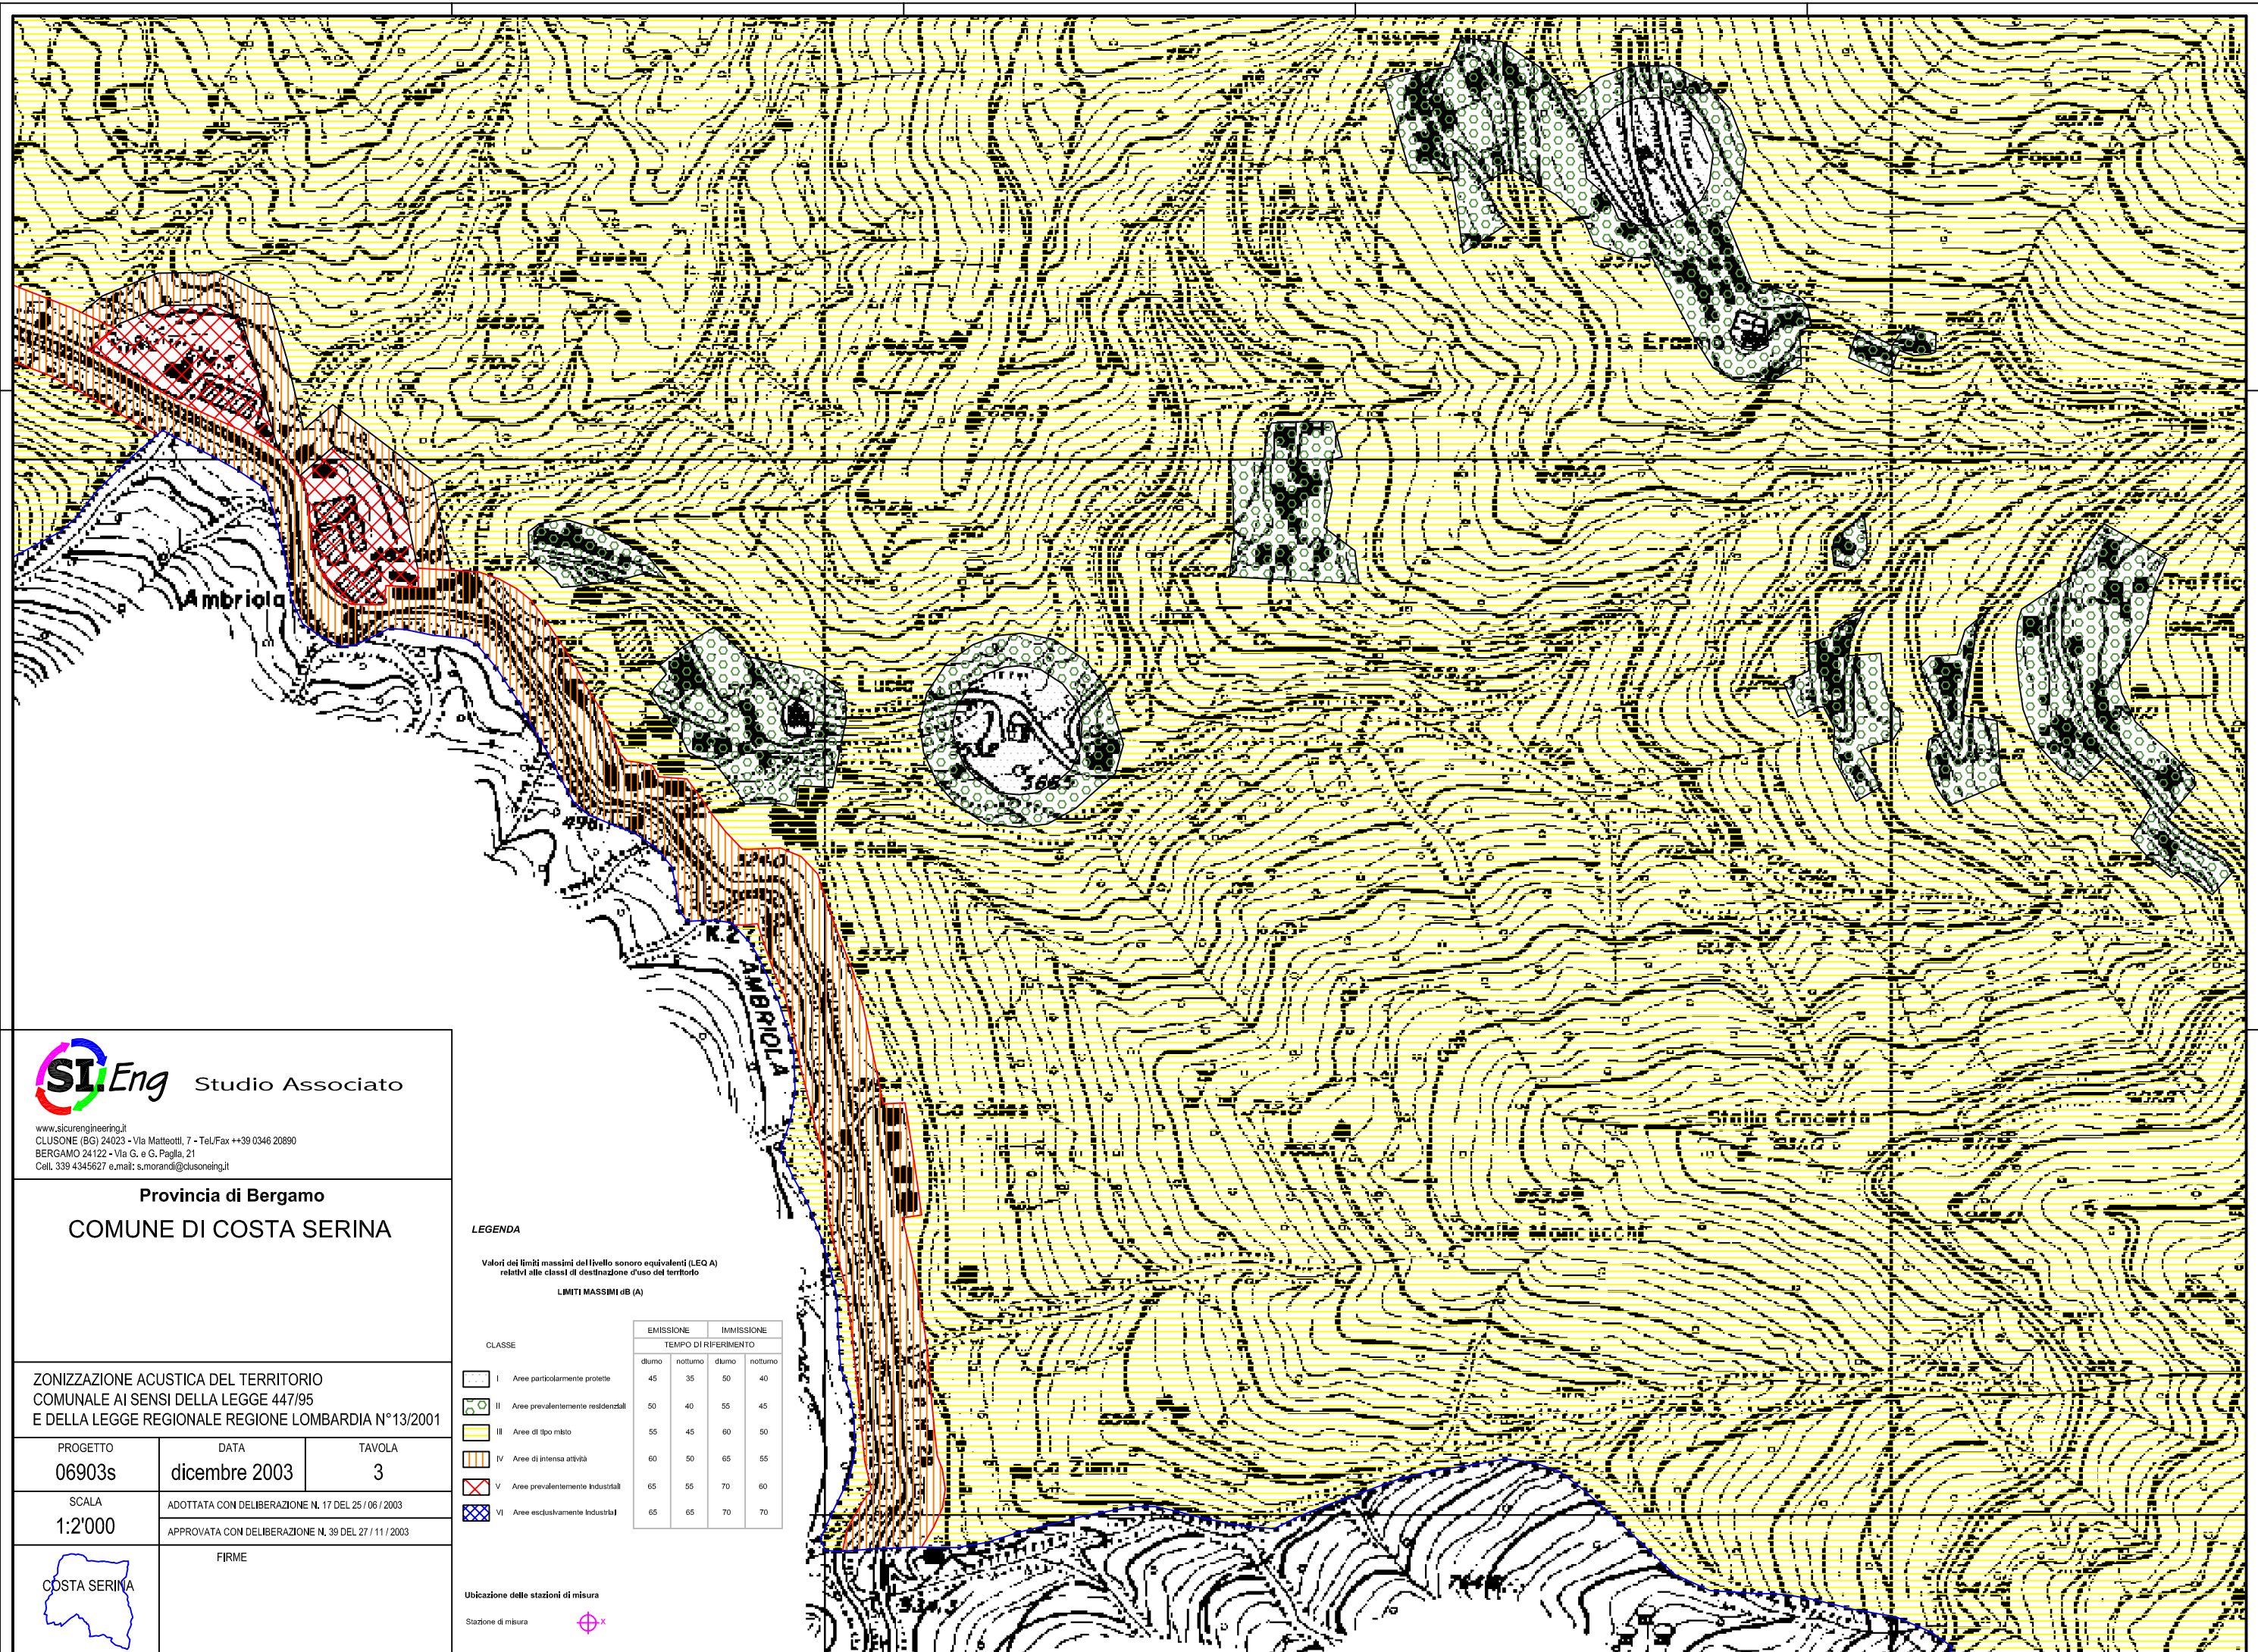 S. Erasmo
Ambriola
366
496
K.2
AMBRIOLA
Stalle Crocetta
SI.Eng Studio Associato
www.sicurengineering.it
CLUSONE (BG) 24023 - Via Matteotti, 7 - Tel/Fax ++39 0346 20890
BERGAMO 24122 - Via G. e G. Paglia, 21
Cell. 339 4345627 e.mail: s.morandi@clusoneing.it
Provincia di Bergamo
COMUNE DI COSTA SERINA
ZONIZZAZIONE ACUSTICA DEL TERRITORIO
COMUNALE AI SENSI DELLA LEGGE 447/95
E DELLA LEGGE REGIONALE REGIONE LOMBARDIA N°13/2001
PROGETTO DATA TAVOLA
06903s dicembre 2003 3
SCALA
1:2'000
ADOTTATA CON DELIBERAZIONE N. 17 DEL 25 / 06 / 2003
APPROVATA CON DELIBERAZIONE N. 39 DEL 27 / 11 / 2003
FIRME
COSTA SERINA
LEGENDA
Valori dei limiti massimi del livello sonoro equivalenti (LEQ A)
relativi alle classi di destinazione d'uso del territorio
LIMITI MASSIMI dB (A)
EMISSIONE IMMISSIONE
CLASSE TEMPO DI RIFERIMENTO
diurno notturno diurno notturno
I Aree particolarmente protette 45 35 50 40
II Aree prevalentemente residenziali 50 40 55 45
III Aree di tipo misto 55 45 60 50
IV Aree di intensa attività 60 50 65 55
V Aree prevalentemente industriali 65 55 70 60
VI Aree esclusivamente industriali 65 65 70 70
Ubicazione delle stazioni di misura
Stazione di misura x